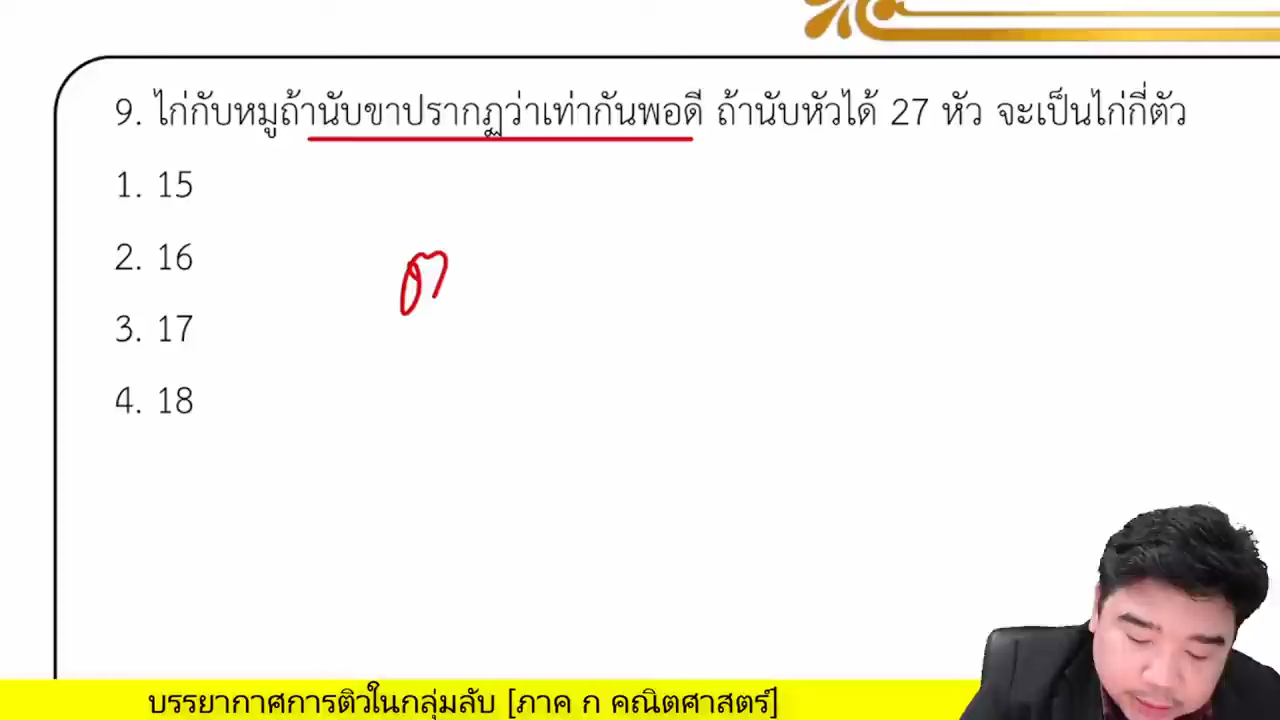 9. ไก่กับหมูถ้านับขาปรากฏว่าเท่ากันพอดี ถ้านับหัวได้ 27 หัว จะเป็นไก่กี่ตัว
1. 15
2. 16
3. 17
4. 18
บรรยากาศการติวในกลุ่มลับ [ภาค ก คณิตศาสตร์]